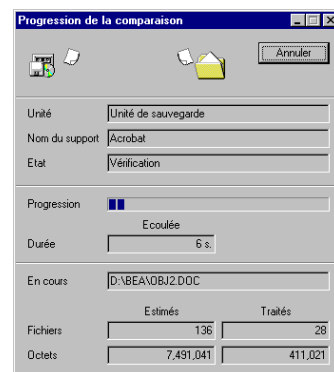 Progression de la comparaison
Annuler
Unité Unité de sauvegarde
Nom du support Acrobat
Etat Vérification
Progression
Ecoulée
Durée 6 s.
En cours D:\BEA\OBJ2.DOC
Estimés Traités
Fichiers 136 28
Octets 7,491,041 411,021